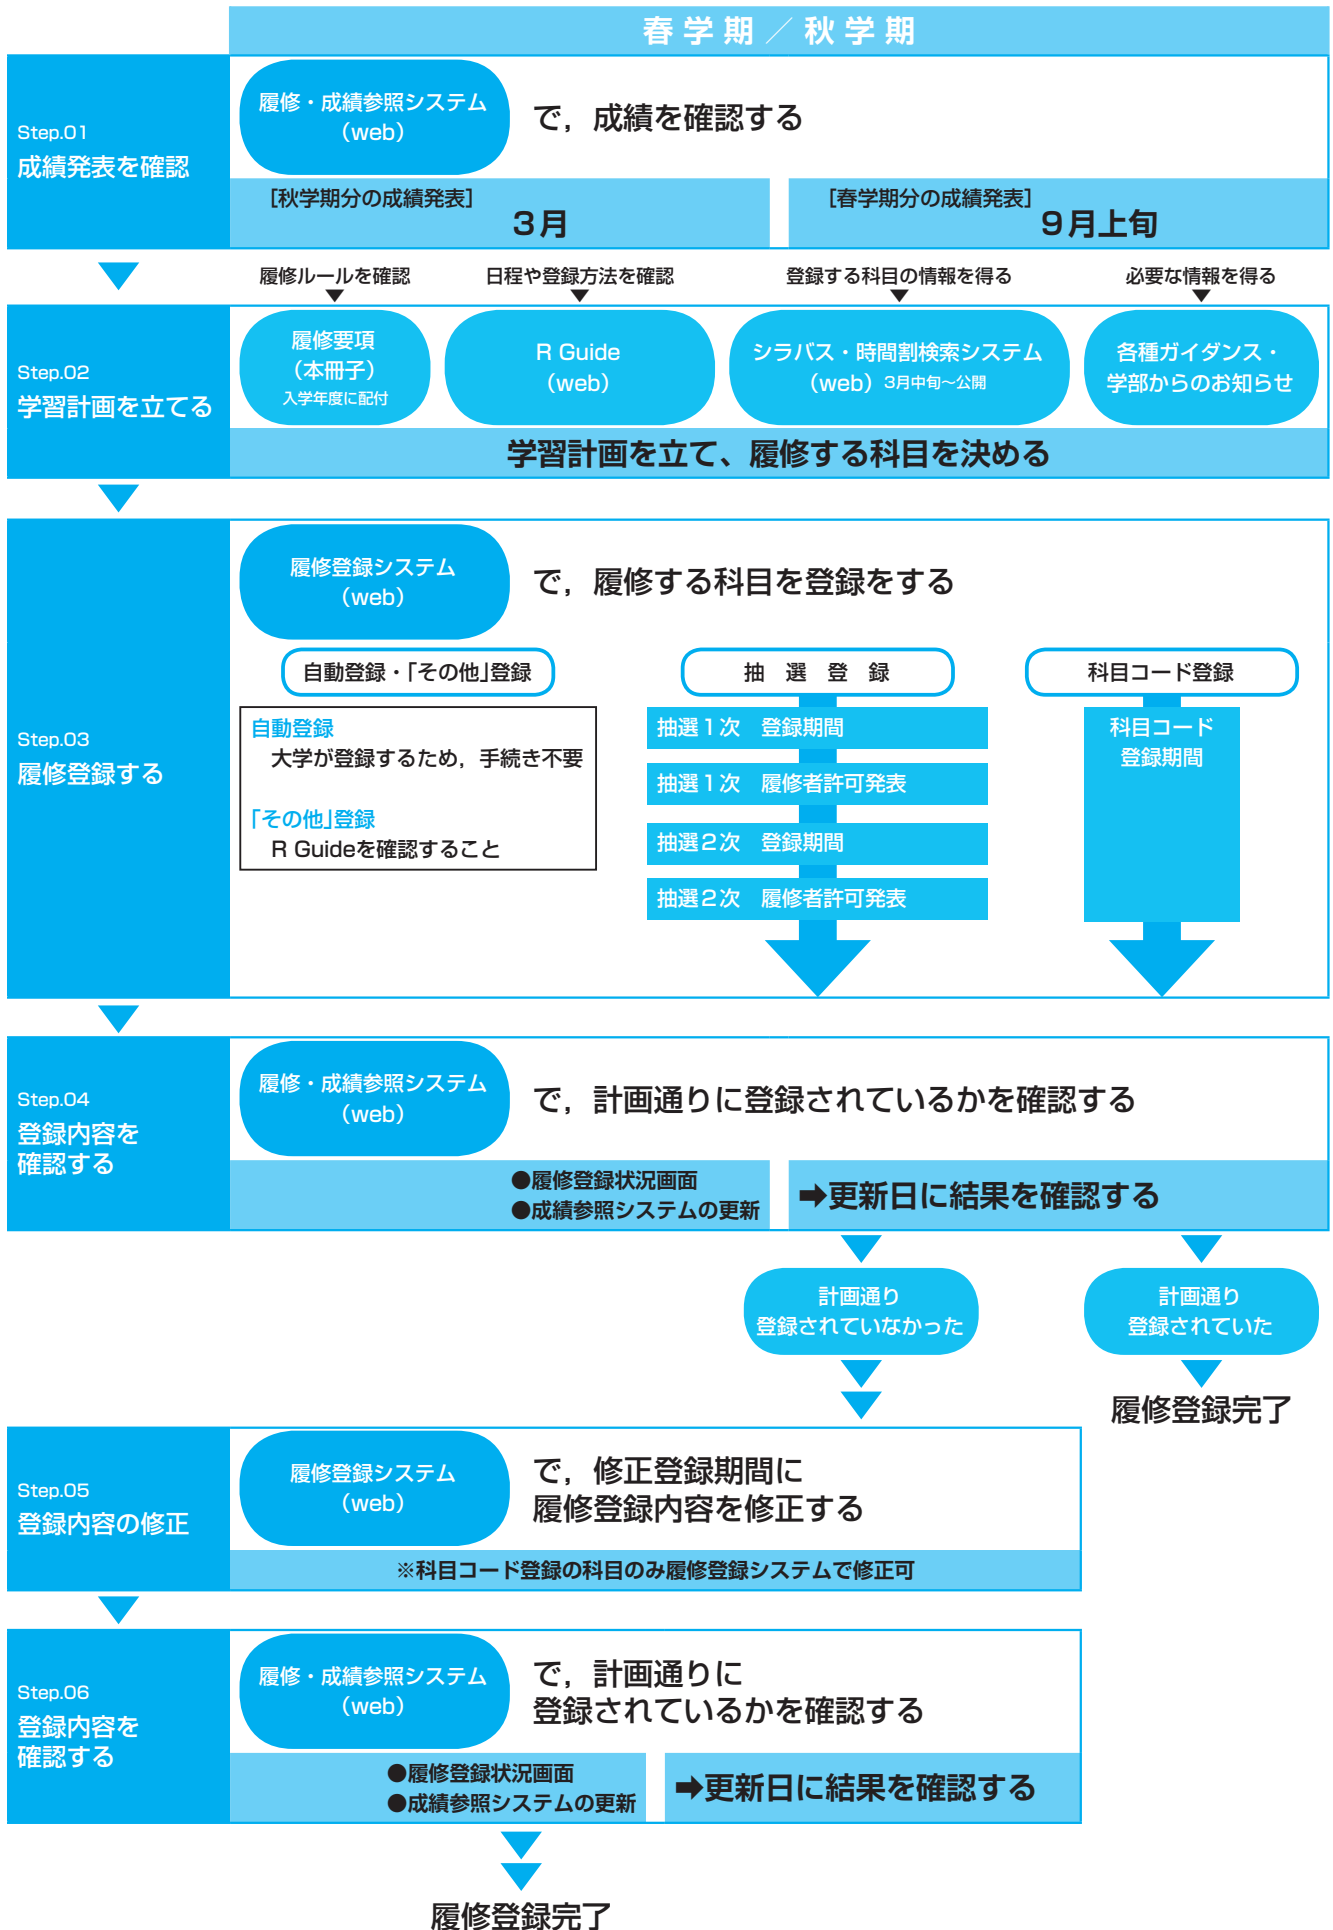 春学期／秋学期
Step.01
成績発表を確認
履修・成績参照システム
（web）
で，成績を確認する
［秋学期分の成績発表］
3月
［春学期分の成績発表］
9月上旬
履修ルールを確認
日程や登録方法を確認
登録する科目の情報を得る
必要な情報を得る
Step.02
学習計画を立てる
履修要項
（本冊子）
入学年度に配付
R Guide
（web）
シラバス・時間割検索システム
（web）3月中旬～公開
各種ガイダンス・
学部からのお知らせ
学習計画を立て、履修する科目を決める
Step.03
履修登録する
履修登録システム
（web）
で，履修する科目を登録をする
自動登録・「その他」登録
自動登録
大学が登録するため，手続き不要
「その他」登録
R Guideを確認すること
抽選登録
抽選1次　登録期間
抽選1次　履修者許可発表
抽選2次　登録期間
抽選2次　履修者許可発表
科目コード登録
科目コード
登録期間
Step.04
登録内容を
確認する
履修・成績参照システム
（web）
で，計画通りに登録されているかを確認する
●履修登録状況画面
●成績参照システムの更新
➡更新日に結果を確認する
計画通り
登録されていなかった
計画通り
登録されていた
履修登録完了
Step.05
登録内容の修正
履修登録システム
（web）
で，修正登録期間に
履修登録内容を修正する
※科目コード登録の科目のみ履修登録システムで修正可
Step.06
登録内容を
確認する
履修・成績参照システム
（web）
で，計画通りに
登録されているかを確認する
●履修登録状況画面
●成績参照システムの更新
➡更新日に結果を確認する
履修登録完了